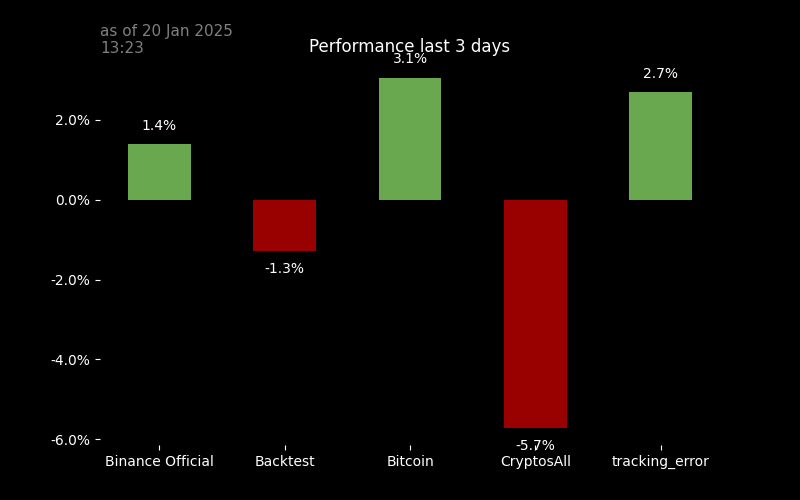 as of 20 Jan 2025
13:23
Performance last 3 days
3.1%
2.7%
1.4%
2.0%
0.0%
-1.3%
-2.0%
-4.0%
-5.7%
-6.0%
Binance Official
Backtest
Bitcoin
CryptosAll
tracking_error